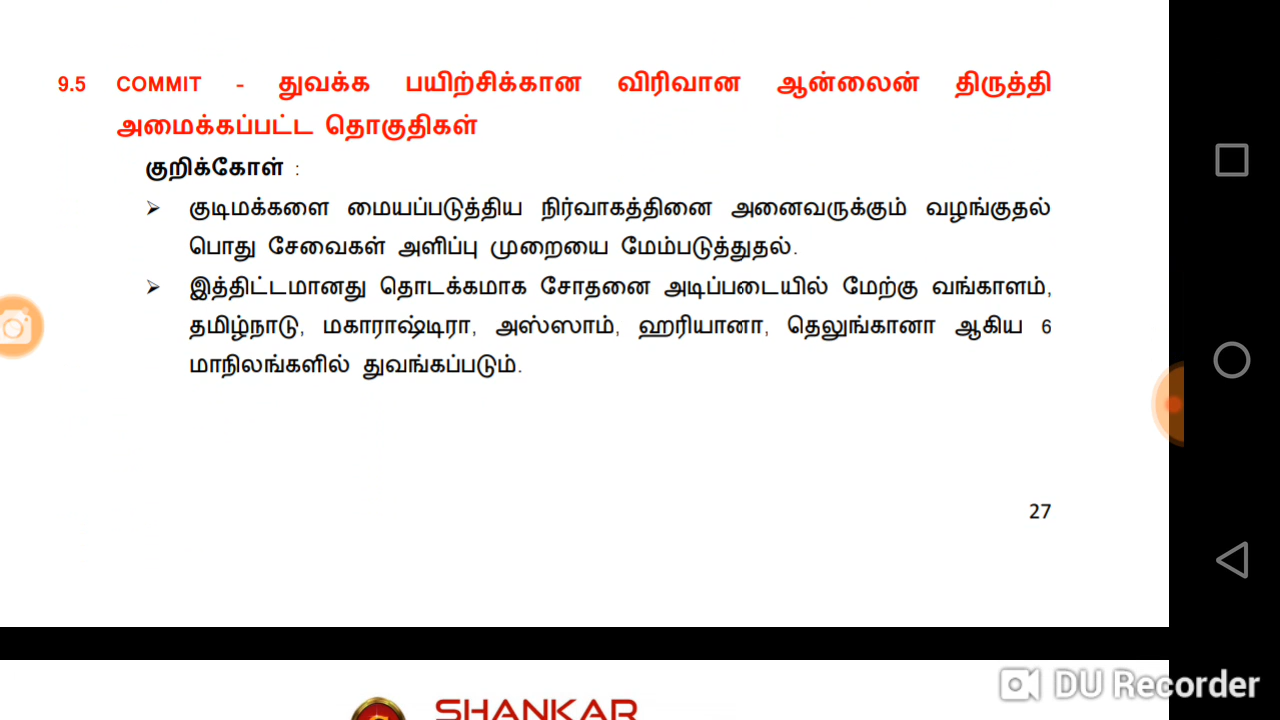 9.5 COMMIT - துவக்க பயிற்சிக்கான விரிவான ஆன்லைன் திருத்தி
அமைக்கப்பட்ட தொகுதிகள்
குறிக்கோள் :
➢ குடிமக்களை மையப்படுத்திய நிர்வாகத்தினை அனைவருக்கும் வழங்குதல்
பொது சேவைகள் அளிப்பு முறையை மேம்படுத்துதல்.
➢ இத்திட்டமானது தொடக்கமாக சோதனை அடிப்படையில் மேற்கு வங்காளம்,
தமிழ்நாடு, மகாராஷ்டிரா, அஸ்ஸாம், ஹரியானா, தெலுங்கானா ஆகிய 6
மாநிலங்களில் துவங்கப்படும்.
27
DU Recorder
SHANKAR